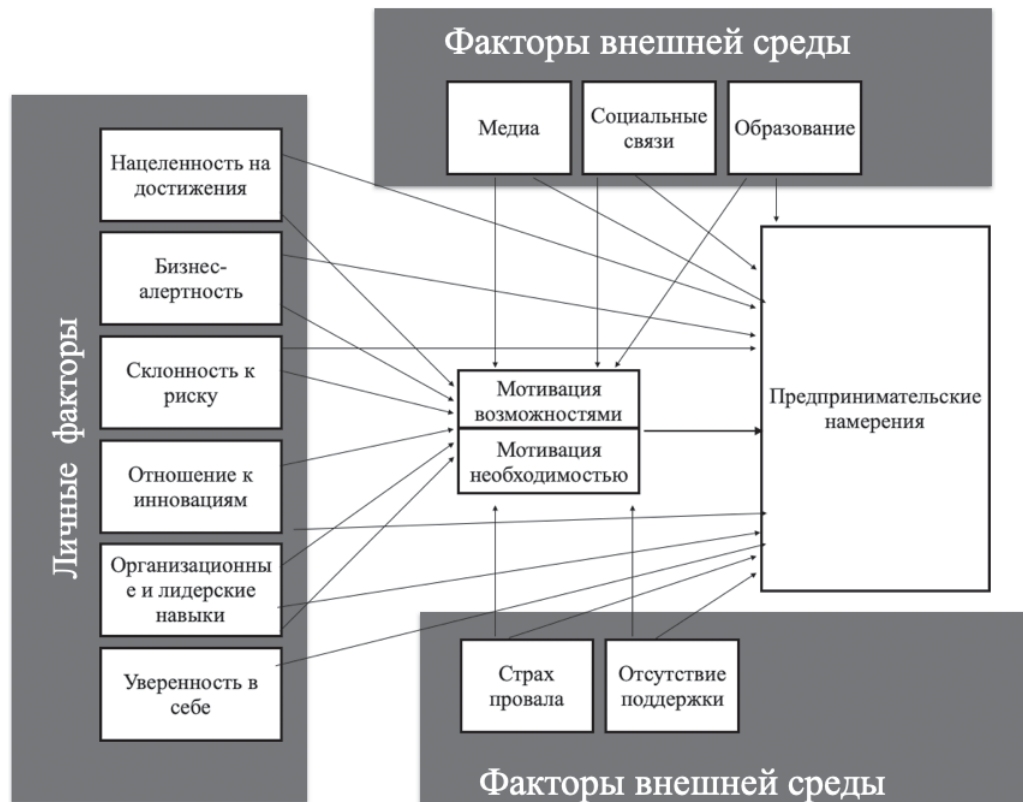 Факторы внешней среды
Медиа
Социальные
связи
Образование
Личные факторы
Нацеленность на
достижения
Бизнес-
алертность
Склонность к
риску
Отношение к
инновациям
Организационны
е и лидерские
навыки
Уверенность в
себе
Мотивация
возможностями
Мотивация
необходимостью
Предпринимательские
намерения
Страх
провала
Отсутствие
поддержки
Факторы внешней среды